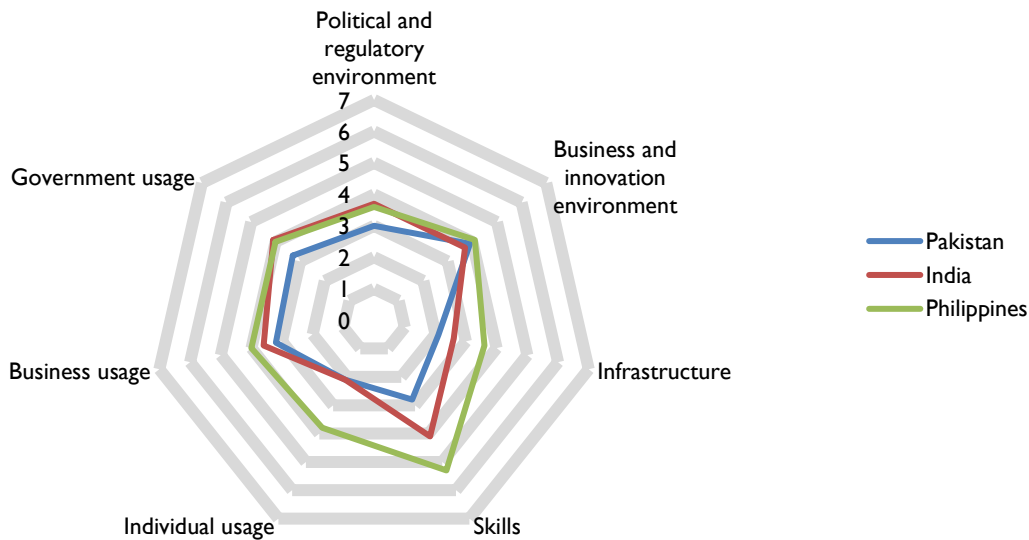 Political and
regulatory
environment
7
6
5
4
3
2
1
0
Business and
innovation
environment
Infrastructure
Skills
Individual usage
Business usage
Government usage
Pakistan
India
Philippines